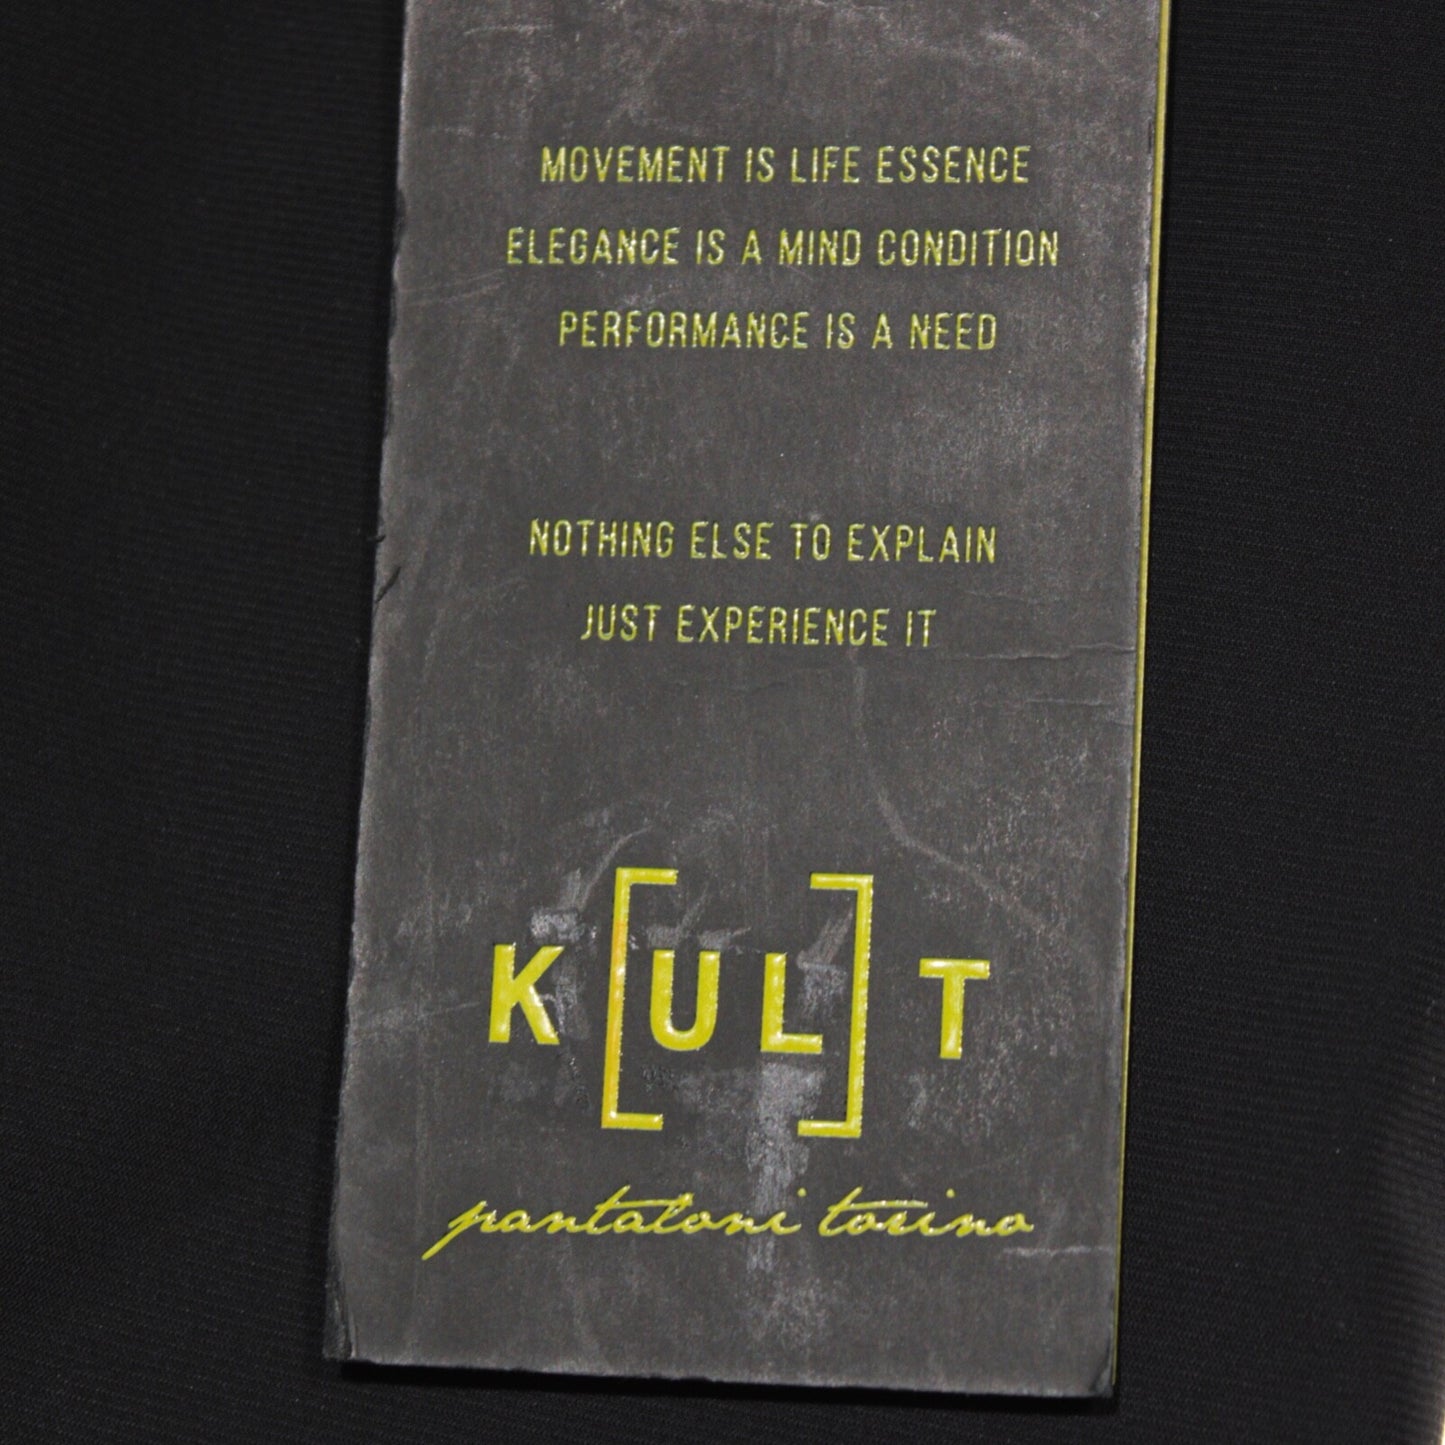 MOVEMENT IS LIFE ESSENCE
ELEGANCE IS A MIND CONDITION
PERFORMANCE IS A NEED
NOTHING ELSE TO EXPLAIN
JUST EXPERIENCE IT
K[UL]T
pantaloni torino